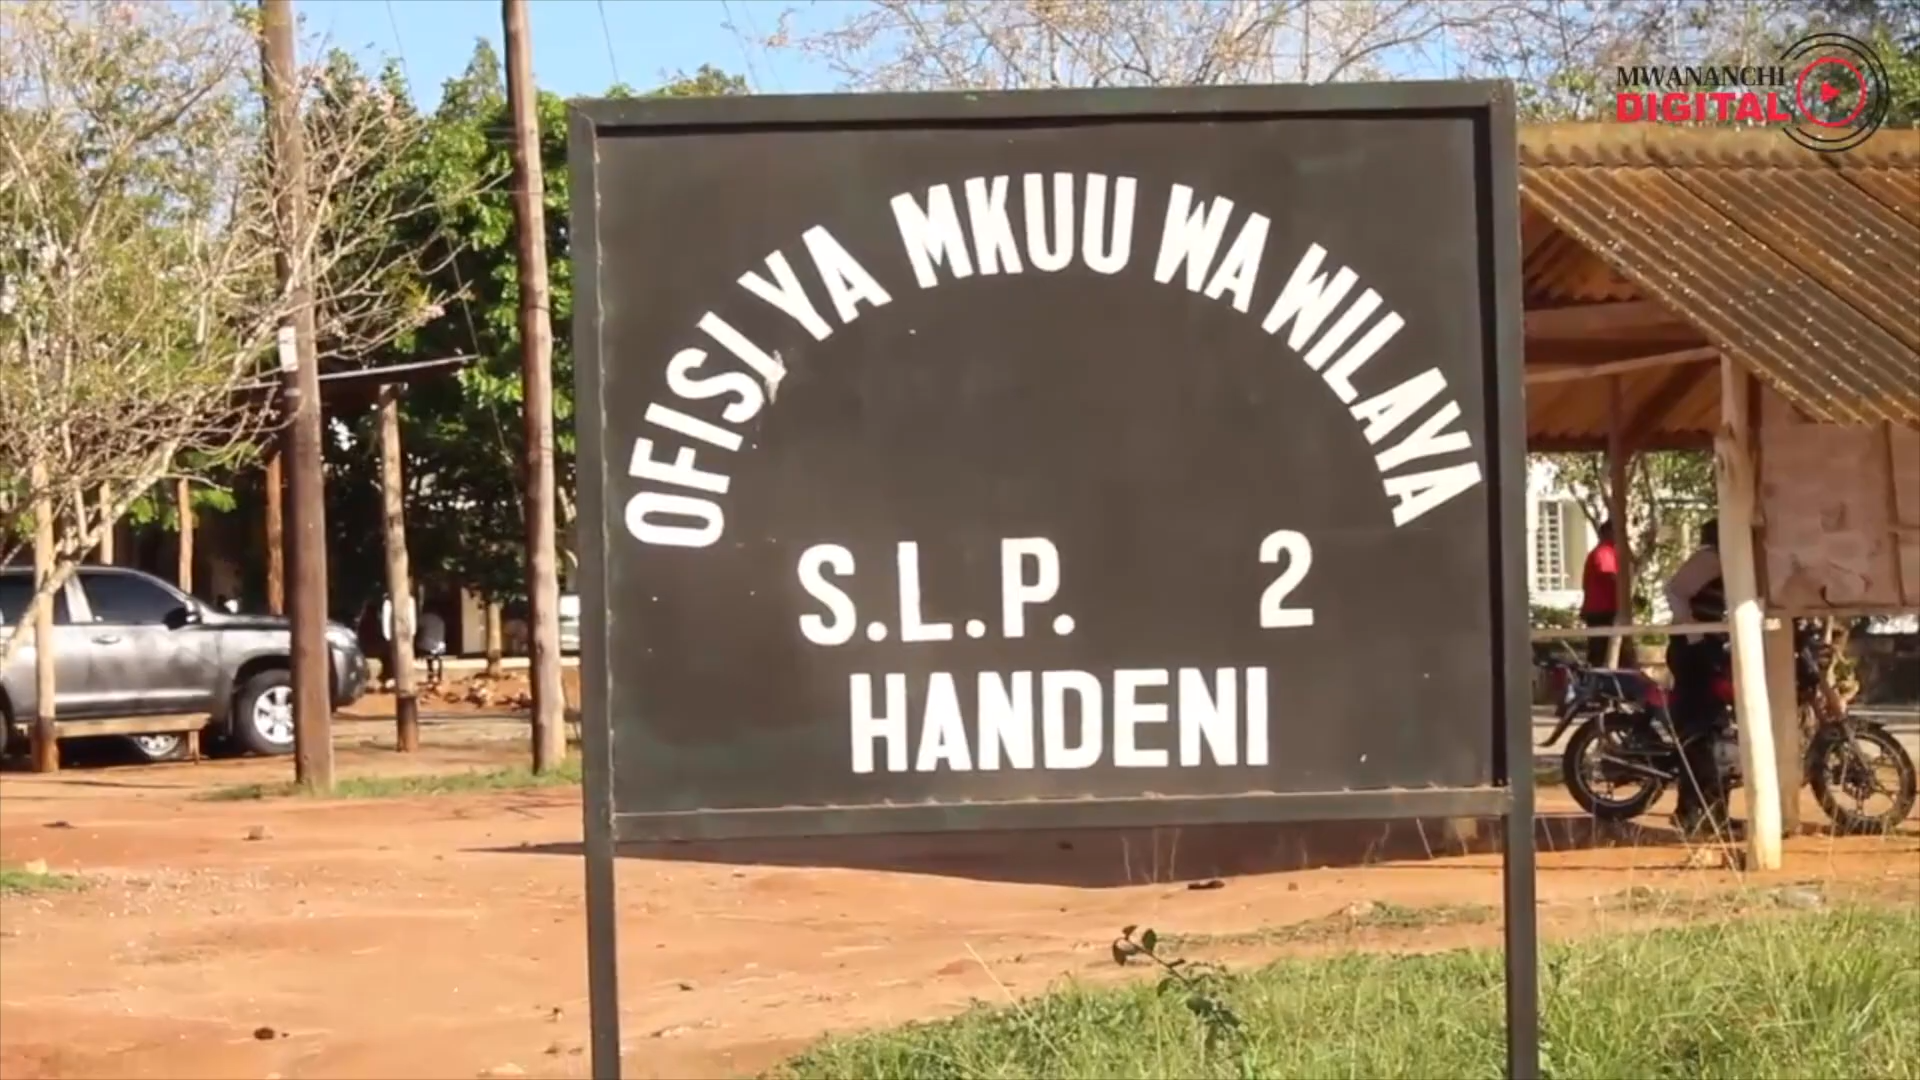 OFISI YA MKUU WA WILAYA
S.L.P. 2
HANDENI
MWANANCHI
DIGITAL